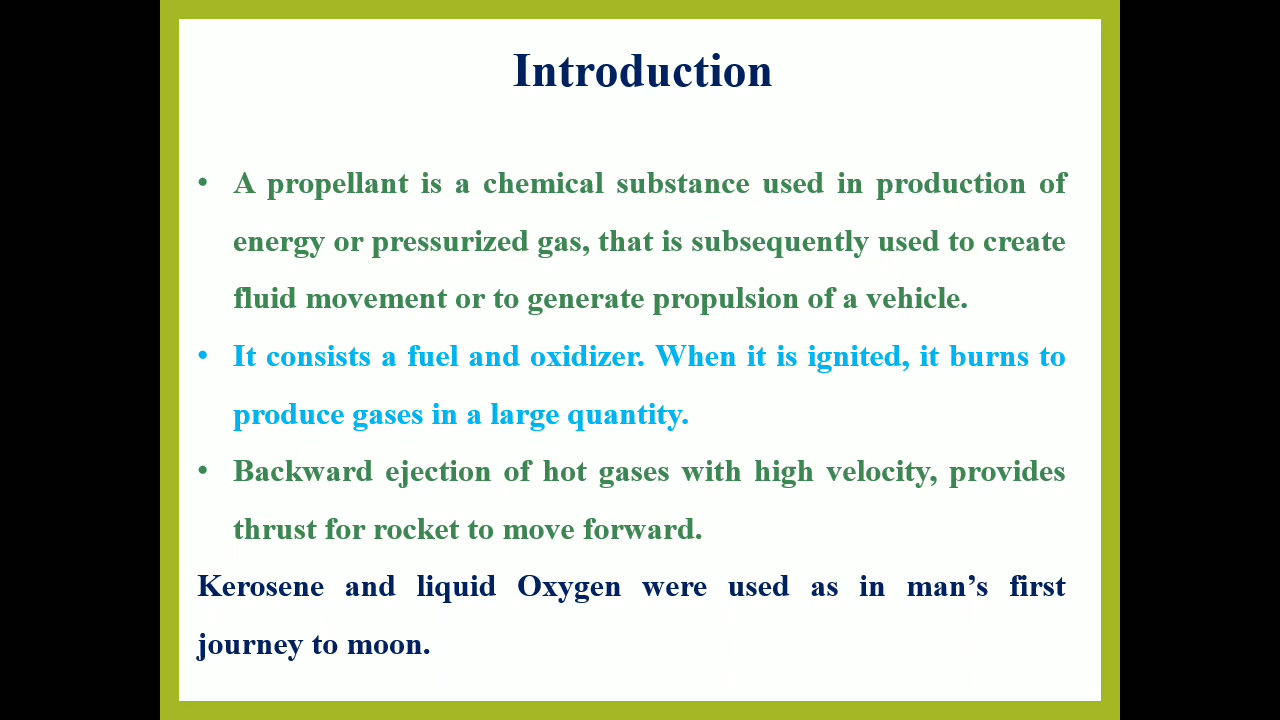 Introduction
• A propellant is a chemical substance used in production of
energy or pressurized gas, that is subsequently used to create
fluid movement or to generate propulsion of a vehicle.
• It consists a fuel and oxidizer. When it is ignited, it burns to
produce gases in a large quantity.
• Backward ejection of hot gases with high velocity, provides
thrust for rocket to move forward.
Kerosene and liquid Oxygen were used as in man’s first
journey to moon.